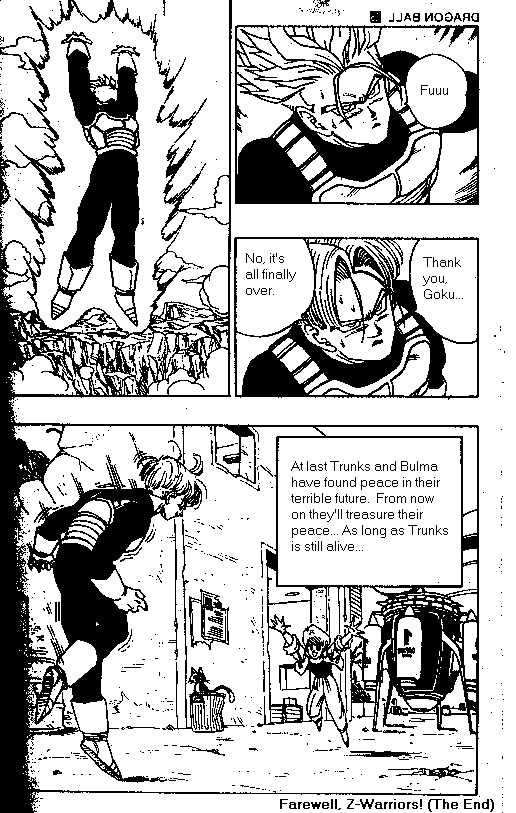 DRAGON BALL
Fuuu
No, it's
all finally
over.
Thank
you,
Goku...
At last Trunks and Bulma
have found peace in their
terrible future. From now
on they'll treasure their
peace... As long as Trunks
is still alive...
1
Farewell, Z-Warriors! (The End)